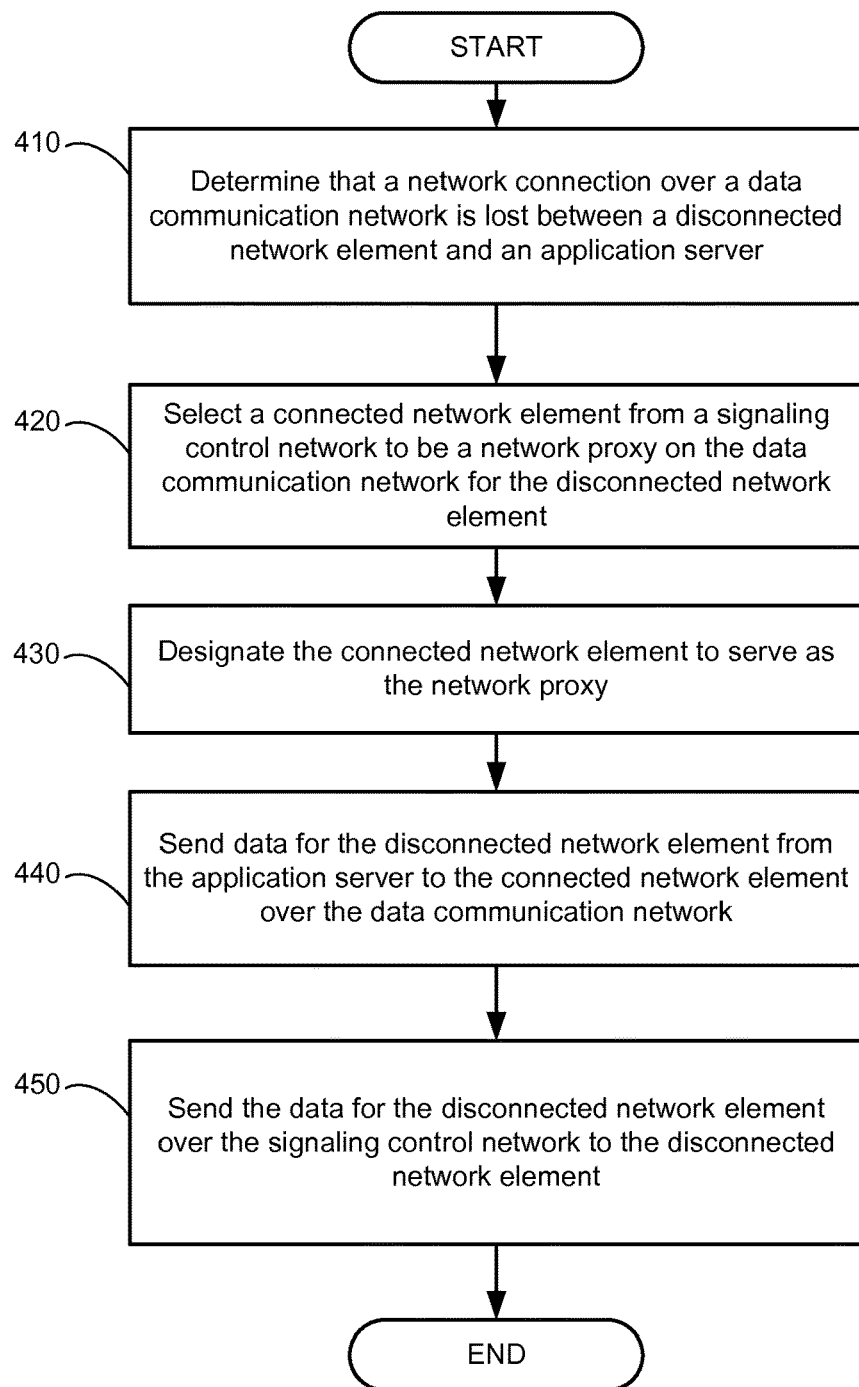 START
410
Determine that a network connection over a data
communication network is lost between a disconnected
network element and an application server
420
Select a connected network element from a signaling
control network to be a network proxy on the data
communication network for the disconnected network
element
430
Designate the connected network element to serve as
the network proxy
440
Send data for the disconnected network element from
the application server to the connected network element
over the data communication network
450
Send the data for the disconnected network element
over the signaling control network to the disconnected
network element
END